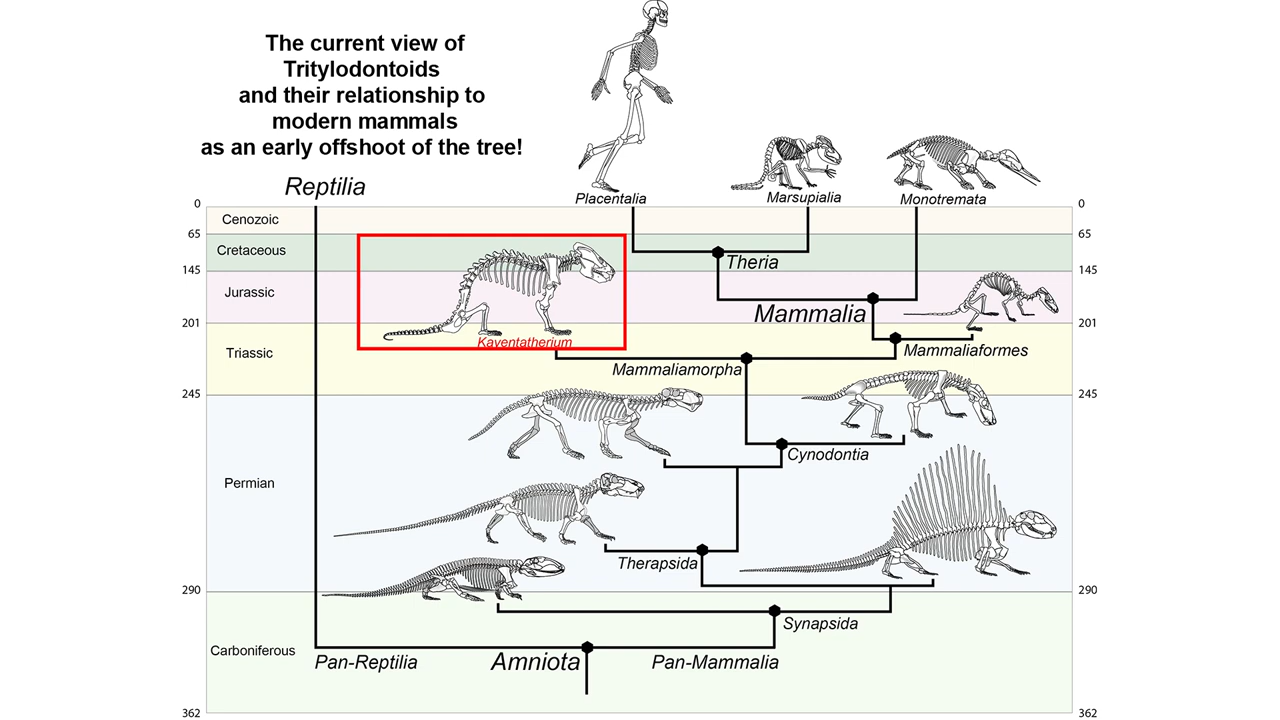 The current view of
Tritylodontoids
and their relationship to
modern mammals
as an early offshoot of the tree!
Reptilia
Placentalia
Marsupialia
Monotremata
0
0
Cenozoic
65
65
Cretaceous
Theria
145
145
Jurassic
Mammalia
201
201
Kaventatherium
Triassic
Mammaliaformes
Mammaliamorpha
245
245
Cynodontia
Permian
Therapsida
290
290
Synapsida
Carboniferous
Pan-Reptilia
Amniota
Pan-Mammalia
362
362